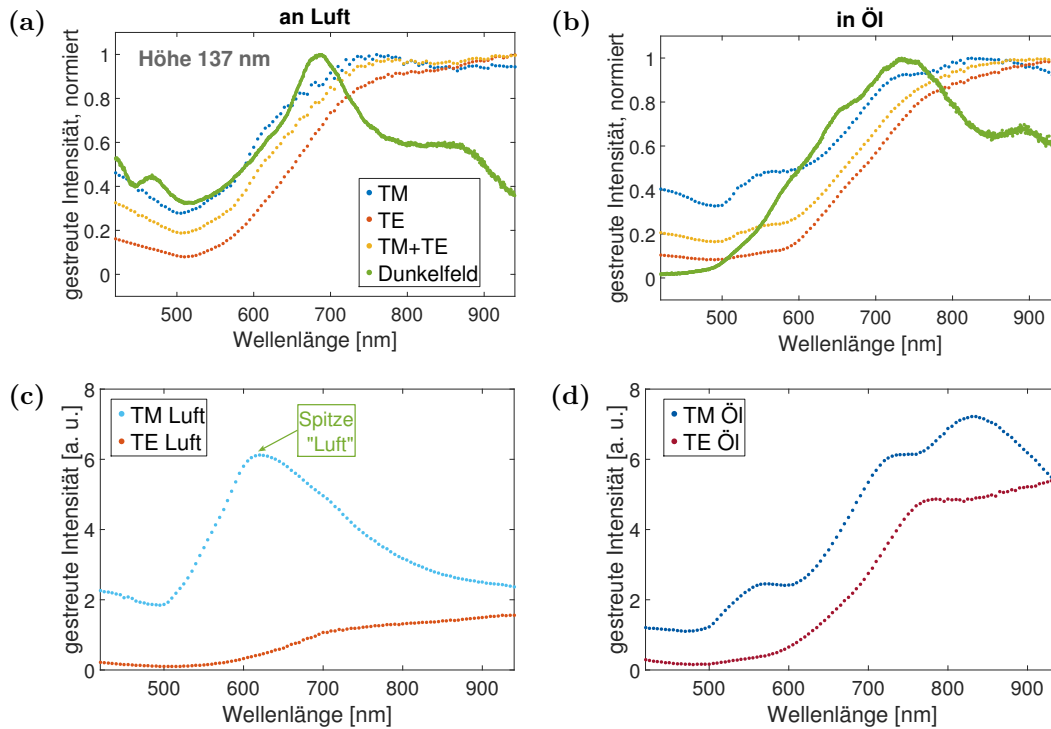 (a)
an Luft
gestreute Intensität, normiert
1
0.8
0.6
0.4
0.2
0
Höhe 137 nm
TM
TE
TM+TE
Dunkelfeld
500 600 700 800 900
Wellenlänge [nm]
(b)
in Öl
gestreute Intensität, normiert
1
0.8
0.6
0.4
0.2
0
500 600 700 800 900
Wellenlänge [nm]
(c)
gestreute Intensität [a. u.]
8
6
4
2
0
TM Luft
TE Luft
Spitze
"Luft"
500 600 700 800 900
Wellenlänge [nm]
(d)
gestreute Intensität [a. u.]
8
6
4
2
0
TM Öl
TE Öl
500 600 700 800 900
Wellenlänge [nm]